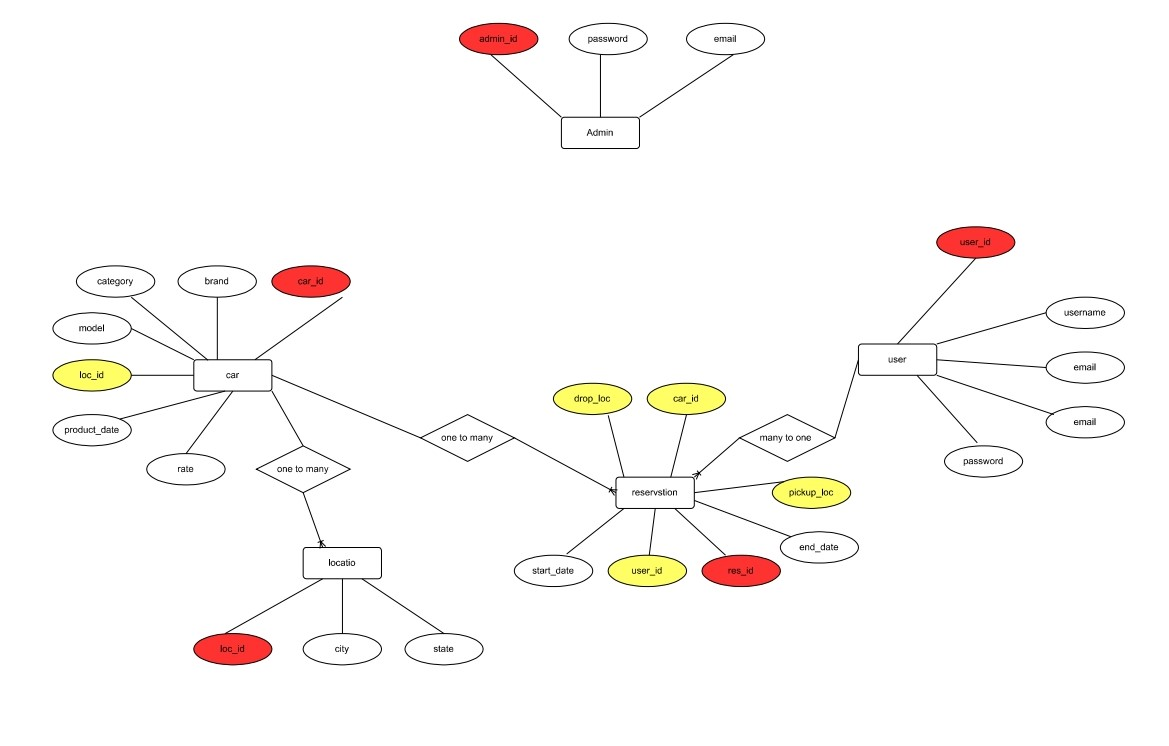 admin_id
password
email
Admin
user_id
category
brand
car_id
username
model
user
email
loc_id
car
drop_loc
car_id
email
product_date
one to many
many to one
password
rate
one to many
reservstion
pickup_loc
end_date
locatio
start_date
user_id
res_id
loc_id
city
state